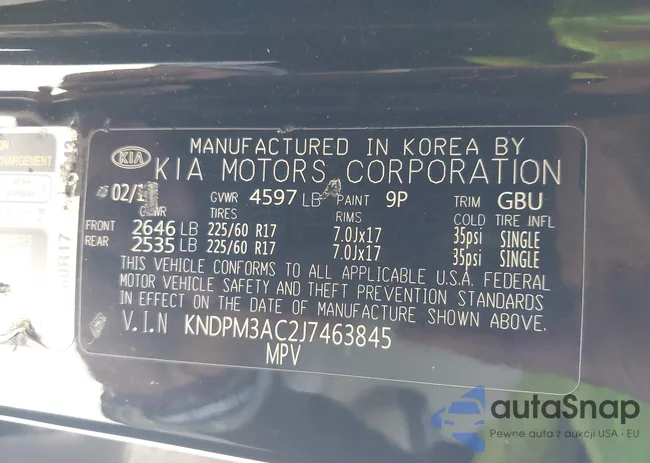 CHARGEMENT
MANUFACTURED IN KOREA BY
KIA KIA MOTORS CORPORATION
02/ GVWR 4597 LB PAINT 9P TRIM GBU
TIRES RIMS COLD TIRE INFL
FRONT 2646 LB 225/60 R17 7.0Jx17 35psi SINGLE
REAR 2535 LB 225/60 R17 7.0Jx17 35psi SINGLE
THIS VEHICLE CONFORMS TO ALL APPLICABLE U.S.A. FEDERAL
MOTOR VEHICLE SAFETY AND THEFT PREVENTION STANDARDS
IN EFFECT ON THE DATE OF MANUFACTURE SHOWN ABOVE.
V.I.N KNDPM3AC2J7463845
MPV
autaSnap
Pewne auta z aukcji USA i EU